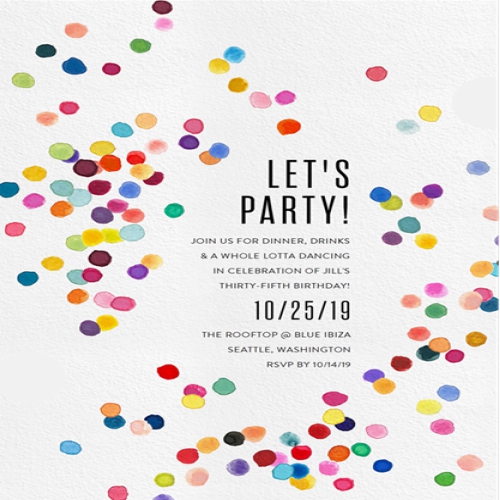 LET'S
PARTY!
JOIN US FOR DINNER, DRINKS
& A WHOLE LOTTA DANCING
IN CELEBRATION OF JILL'S
THIRTY-FIFTH BIRTHDAY!
10/25/19
THE ROOFTOP @ BLUE IBIZA
SEATTLE, WASHINGTON
RSVP BY 10/14/19